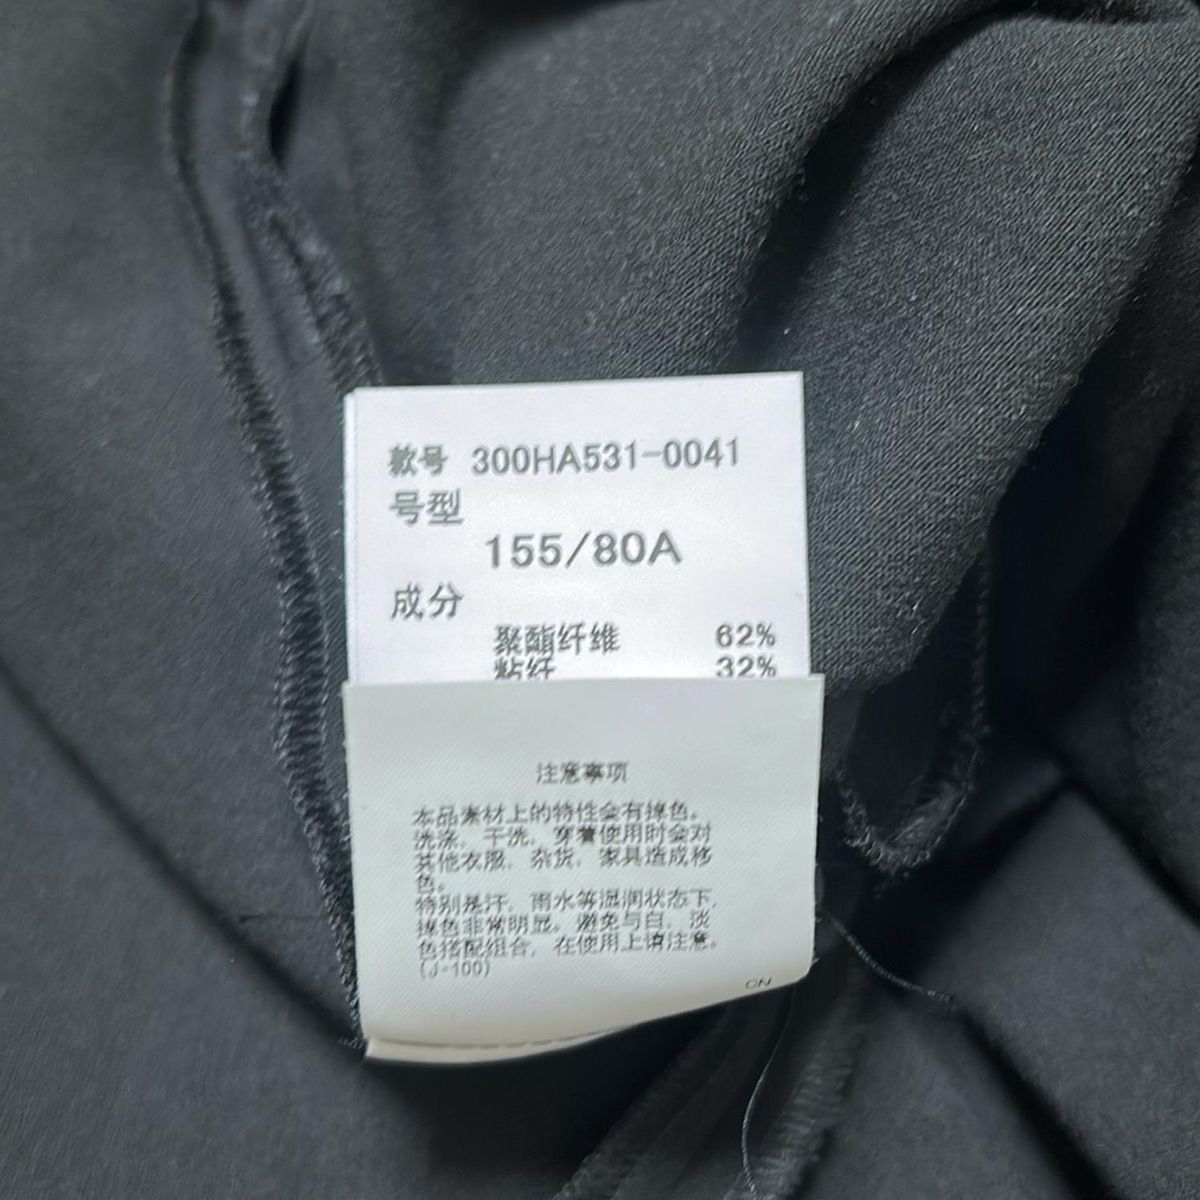 款号 300HA531-0041
号型
155/80A
成分
聚酯纤维 62%
粘纤 32%
注意事项
本品素材上的特性会有掉色。
洗涤、干洗、穿着使用时会对
其他衣服、杂货、家具造成移
色。
特别是汗、雨水等湿润状态下,
掉色非常明显。避免与白、淡
色搭配组合,在使用上请注意。
(J-100)
CN